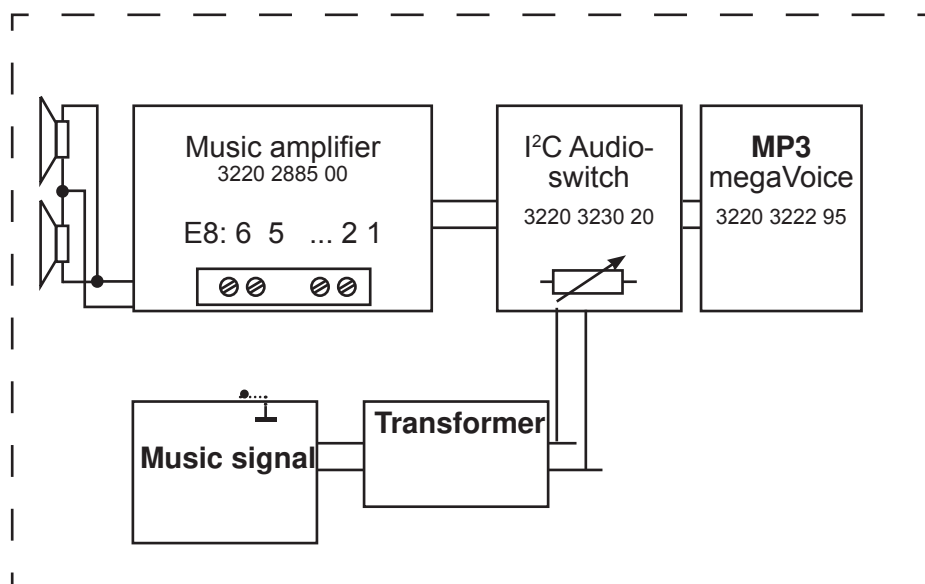 Music amplifier
3220 2885 00
E8: 6 5 ... 2 1
I²C Audio-
switch
3220 3230 20
MP3
megaVoice
3220 3222 95
Music signal
Transformer